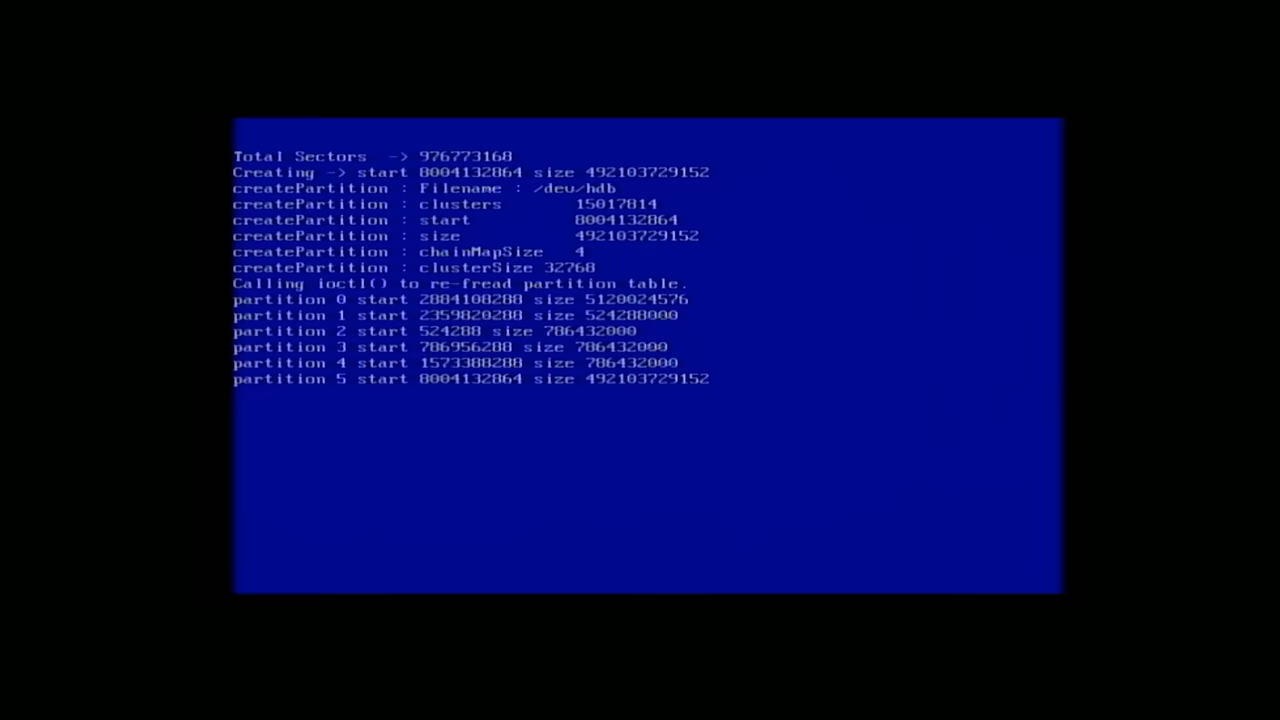 Total Sectors -> 976773168
Creating -> start 8004132864 size 492103729152
createPartition : Filename : /dev/hdb
createPartition : clusters 15017814
createPartition : start 8004132864
createPartition : size 492103729152
createPartition : chainMapSize 4
createPartition : clusterSize 32768
Calling ioctl() to re-fread partition table.
partition 0 start 2884108288 size 5120024576
partition 1 start 2359820288 size 524288000
partition 2 start 524288 size 786432000
partition 3 start 786956288 size 786432000
partition 4 start 1573388288 size 786432000
partition 5 start 8004132864 size 492103729152